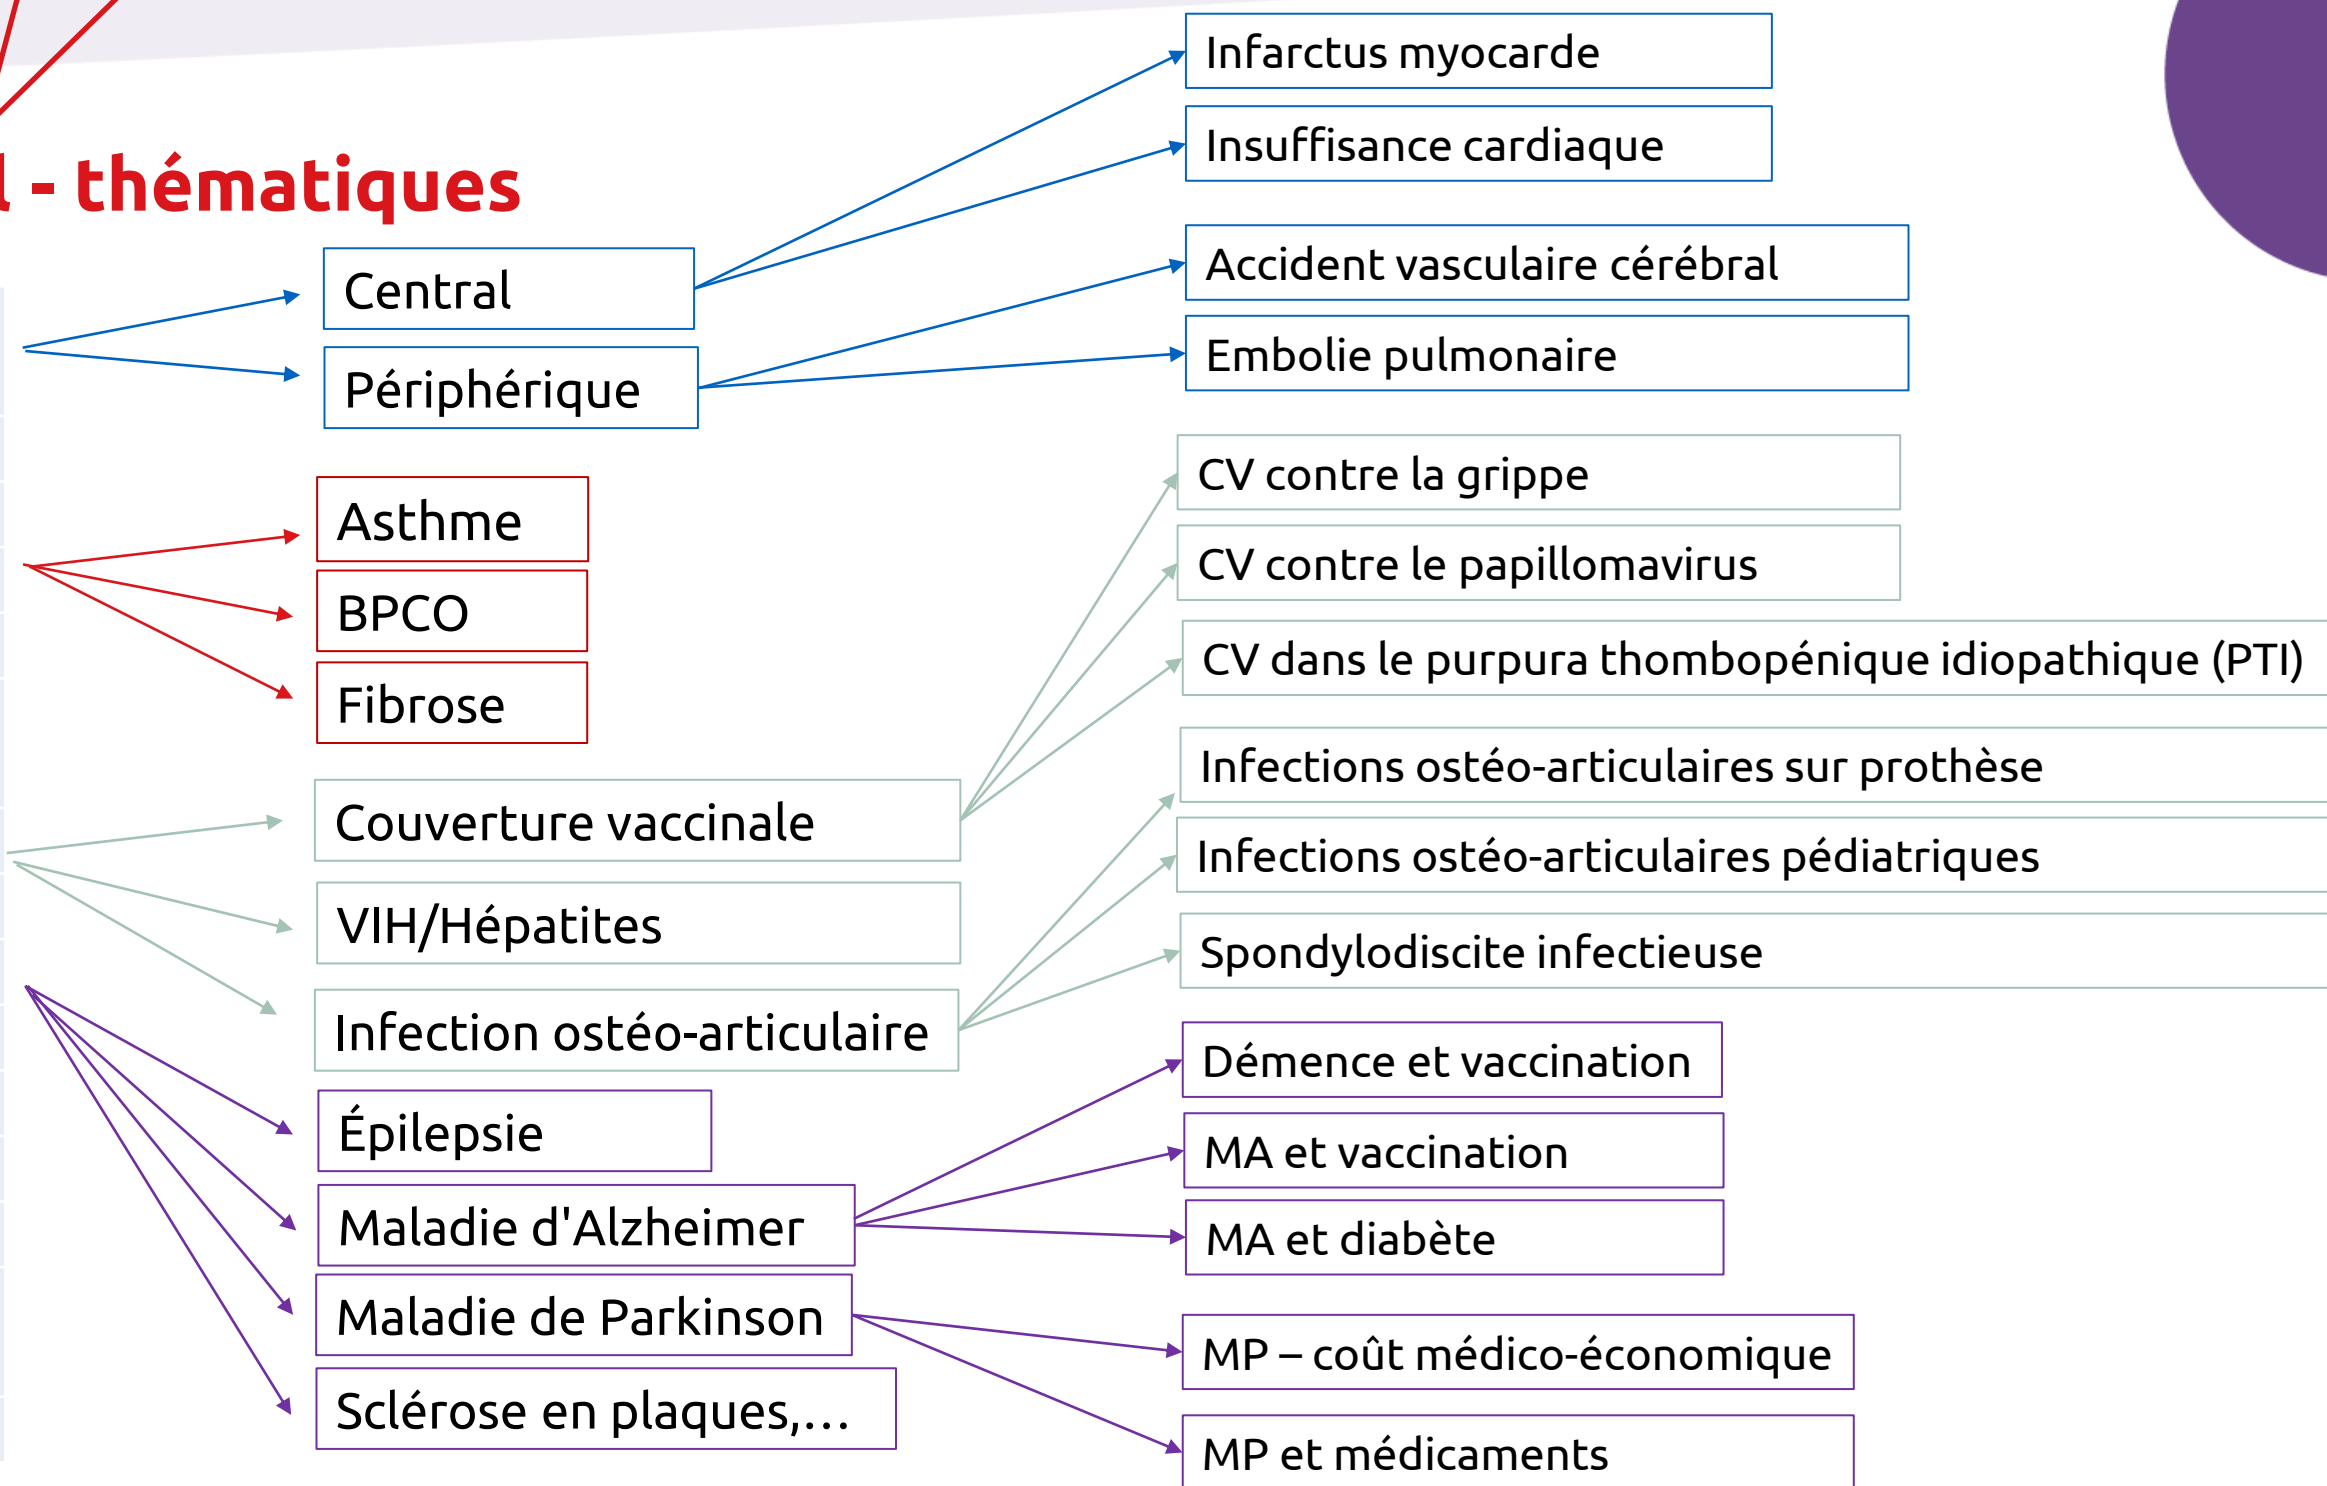 l - thématiques
Central
Périphérique
Asthme
BPCO
Fibrose
Couverture vaccinale
VIH/Hépatites
Infection ostéo-articulaire
Épilepsie
Maladie d'Alzheimer
Maladie de Parkinson
Sclérose en plaques,…
Infarctus myocarde
Insuffisance cardiaque
Accident vasculaire cérébral
Embolie pulmonaire
CV contre la grippe
CV contre le papillomavirus
CV dans le purpura thombopénique idiopathique (PTI)
Infections ostéo-articulaires sur prothèse
Infections ostéo-articulaires pédiatriques
Spondylodiscite infectieuse
Démence et vaccination
MA et vaccination
MA et diabète
MP – coût médico-économique
MP et médicaments